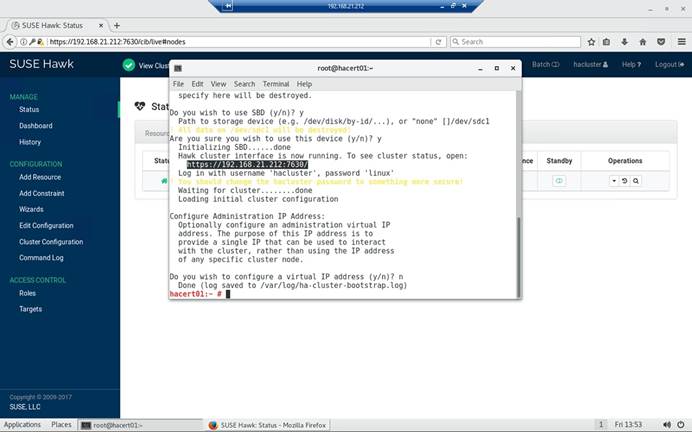 192.168.21.212
SUSE Hawk: Status
https://192.168.21.212:7630/cib/live#nodes
Search
SUSE Hawk
View Clus
Batch
hacluster
Help ?
Logout
MANAGE
Status
Dashboard
History
CONFIGURATION
Add Resource
Add Constraint
Wizards
Edit Configuration
Cluster Configuration
Command Log
ACCESS CONTROL
Roles
Targets
Copyright © 2009-2017
SUSE, LLC
Stat
Resour
Statu
nce
Standby
Operations
root@hacert01:~
File Edit View Search Terminal Help
specify here will be destroyed.
Do you wish to use SBD (y/n)? y
Path to storage device (e.g. /dev/disk/by-id/...), or "none" []/dev/sdc1
All data on /dev/sdc1 will be destroyed!
Are you sure you wish to use this device (y/n)? y
Initializing SBD......done
Hawk cluster interface is now running. To see cluster status, open:
https://192.168.21.212:7630/
Log in with username 'hacluster', password 'linux'
You should change the hacluster password to something more secure!
Waiting for cluster........done
Loading initial cluster configuration
Configure Administration IP Address:
Optionally configure an administration virtual IP
address. The purpose of this IP address is to
provide a single IP that can be used to interact
with the cluster, rather than using the IP address
of any specific cluster node.
Do you wish to configure a virtual IP address (y/n)? n
Done (log saved to /var/log/ha-cluster-bootstrap.log)
hacert01:~ #
Applications Places root@hacert01:~ SUSE Hawk: Status - Mozilla Firefox 1 Fri 13:53